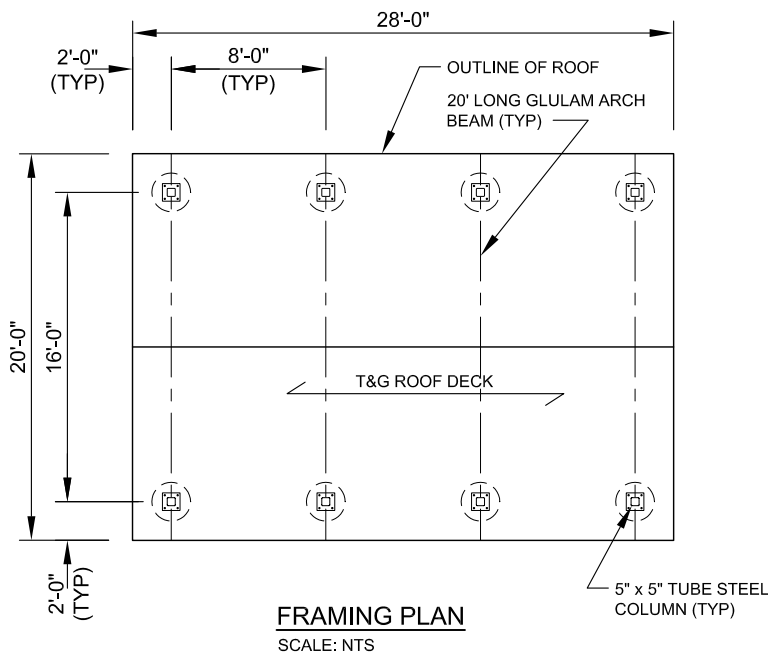 28'-0"
2'-0"
(TYP)
8'-0"
(TYP)
OUTLINE OF ROOF
20' LONG GLULAM ARCH
BEAM (TYP)
20'-0"
16'-0"
T&G ROOF DECK
2'-0"
(TYP)
5" x 5" TUBE STEEL
COLUMN (TYP)
FRAMING PLAN
SCALE: NTS